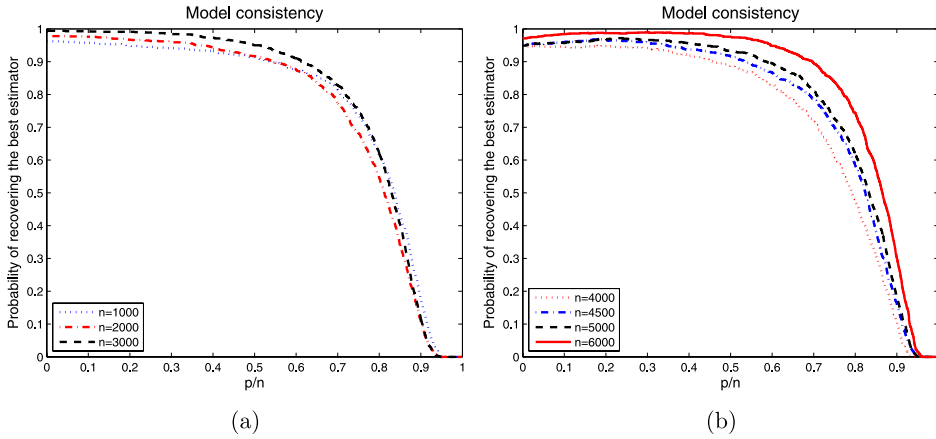 Model consistency
Probability of recovering the best estimator
1
0.9
0.8
0.7
0.6
0.5
0.4
0.3
0.2
0.1
0
n=1000
n=2000
n=3000
0 0.1 0.2 0.3 0.4 0.5 0.6 0.7 0.8 0.9 1
p/n
(a)
Model consistency
Probability of recovering the best estimator
1
0.9
0.8
0.7
0.6
0.5
0.4
0.3
0.2
0.1
0
n=4000
n=4500
n=5000
n=6000
0 0.1 0.2 0.3 0.4 0.5 0.6 0.7 0.8 0.9
p/n
(b)